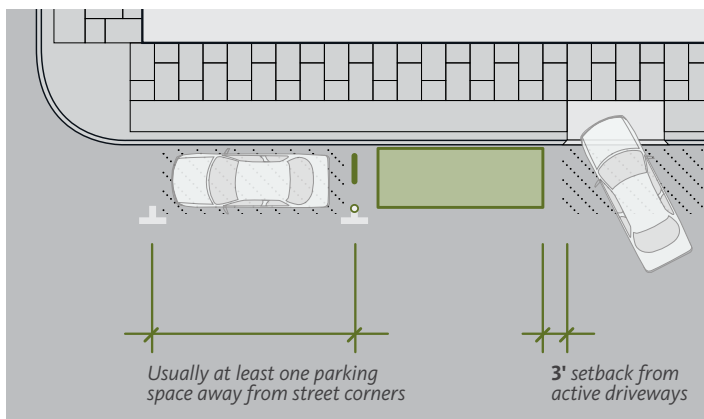 Usually at least one parking
space away from street corners
3' setback from
active driveways